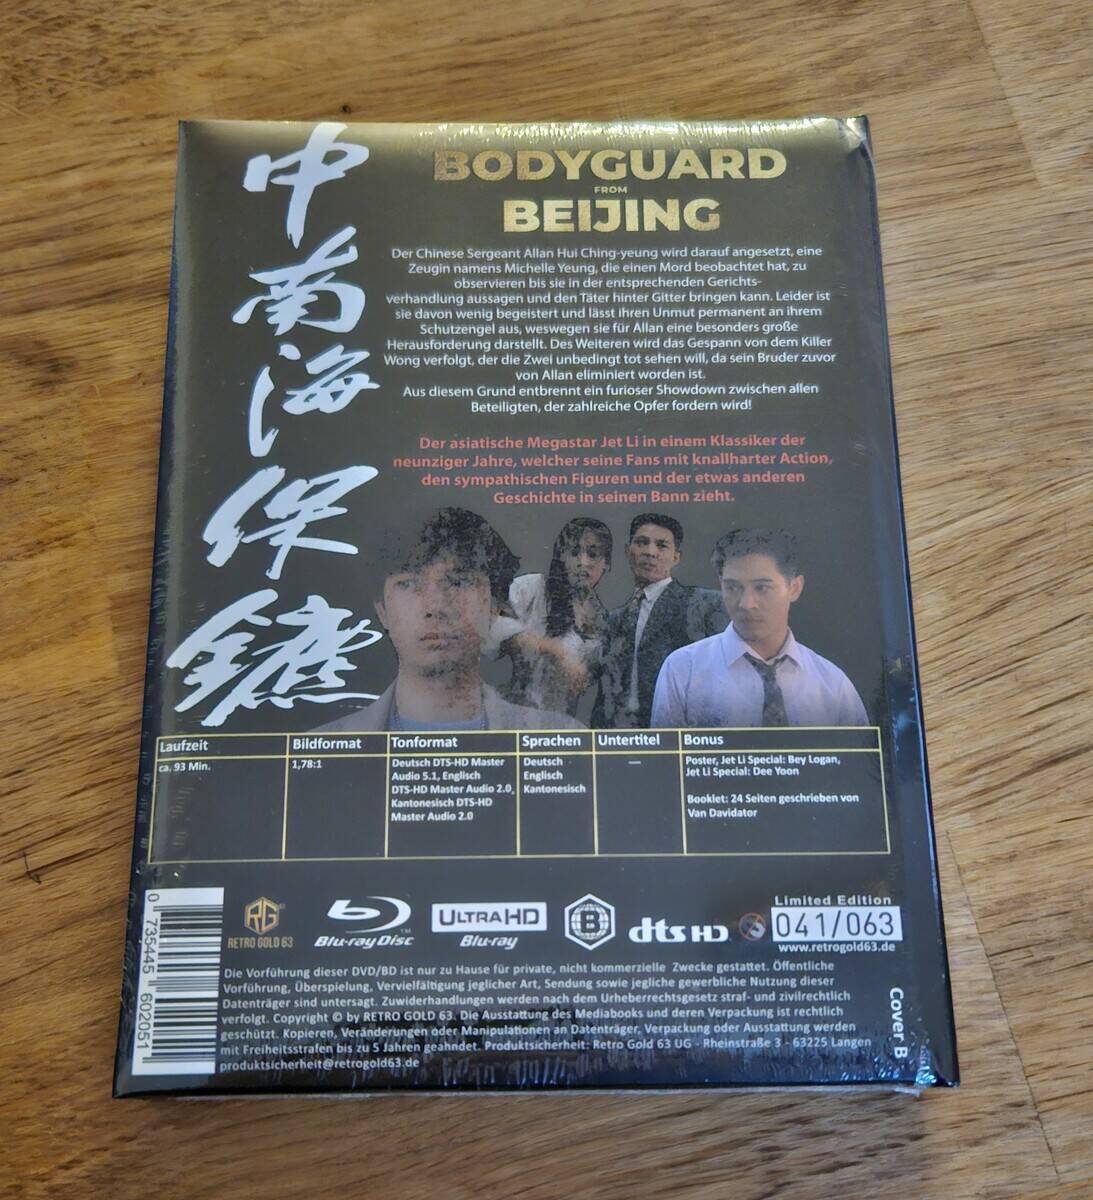 中南海保鑣
BODYGUARD
FROM
BEIJING
Der Chinese Sergeant Allan Hui Ching-yeung wird darauf angesetzt, eine
Zeugin namens Michelle Yeung, die einen Mord beobachtet hat, zu
observieren bis sie in der entsprechenden Gerichts-
verhandlung aussagen und den Täter hinter Gitter bringen kann. Leider ist
sie davon wenig begeistert und lässt ihren Unmut permanent an ihrem
Schutzengel aus, weswegen sie für Allan eine besonders große
Herausforderung darstellt. Des Weiteren wird das Gespann von dem Killer
Wong verfolgt, der die Zwei unbedingt tot sehen will, da sein Bruder zuvor
von Allan eliminiert worden ist.
Aus diesem Grund entbrennt ein furioser Showdown zwischen allen
Beteiligten, der zahlreiche Opfer fordern wird!
Der asiatische Megastar Jet Li in einem Klassiker der
neunziger Jahre, welcher seine Fans mit knallharter Action,
den sympathischen Figuren und der etwas anderen
Geschichte in seinen Bann zieht.
Laufzeit
ca. 93 Min.
Bildformat
1,78:1
Tonformat
Deutsch DTS-HD Master
Audio 5.1, Englisch
DTS-HD Master Audio 2.0,
Kantonesisch DTS-HD
Master Audio 2.0
Sprachen
Deutsch
Englisch
Kantonesisch
Untertitel
—
Bonus
Poster, Jet Li Special: Bey Logan,
Jet Li Special: Dee Yoon
Booklet: 24 Seiten geschrieben von
Van Davidator
0 735445 602051
RG
RETRO GOLD 63
Blu-ray Disc™
ULTRA HD
Blu-ray
B
dts HD
Limited Edition
041/063
www.retrogold63.de
Die Vorführung dieser DVD/BD ist nur zu Hause für private, nicht kommerzielle Zwecke gestattet. Öffentliche
Vorführung, Überspielung, Vervielfältigung jeglicher Art, Sendung sowie jegliche gewerbliche Nutzung dieser
Datenträger sind untersagt. Zuwiderhandlungen werden nach dem Urheberrechtsgesetz straf- und zivilrechtlich
verfolgt. Copyright © by RETRO GOLD 63. Die Ausstattung des Mediabooks und deren Verpackung ist rechtlich
geschützt. Kopieren, Veränderungen oder Manipulationen an Datenträger, Verpackung oder Ausstattung werden
mit Freiheitsstrafen bis zu 5 Jahren geahndet. Produktsicherheit: Retro Gold 63 UG - Rheinstraße 3 - 63225 Langen
produktsicherheit@retrogold63.de
Cover B